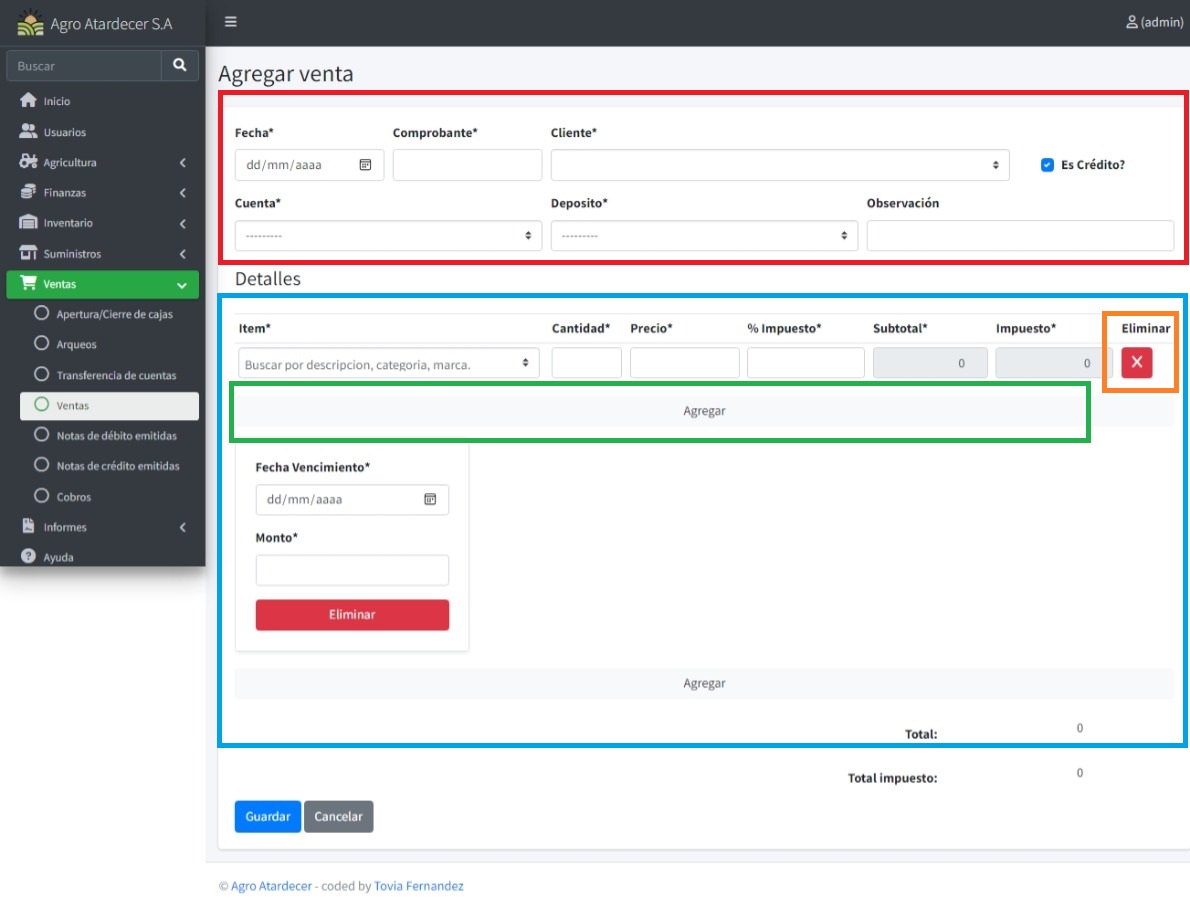 Agro Atardecer S.A
(admin)
Buscar
Inicio
Usuarios
Agricultura
Finanzas
Inventario
Suministros
Ventas
Apertura/Cierre de cajas
Arqueos
Transferencia de cuentas
Ventas
Notas de débito emitidas
Notas de crédito emitidas
Cobros
Informes
Ayuda
Agregar venta
Fecha* Comprobante* Cliente*
dd/mm/aaaa Es Crédito?
Cuenta* Deposito* Observación
--------- ---------
Detalles
Item* Cantidad* Precio* % Impuesto* Subtotal* Impuesto* Eliminar
Buscar por descripcion, categoria, marca. 0 0
Agregar
Fecha Vencimiento*
dd/mm/aaaa
Monto*
Eliminar
Agregar
Total: 0
Total impuesto: 0
Guardar Cancelar
© Agro Atardecer - coded by Tovia Fernandez